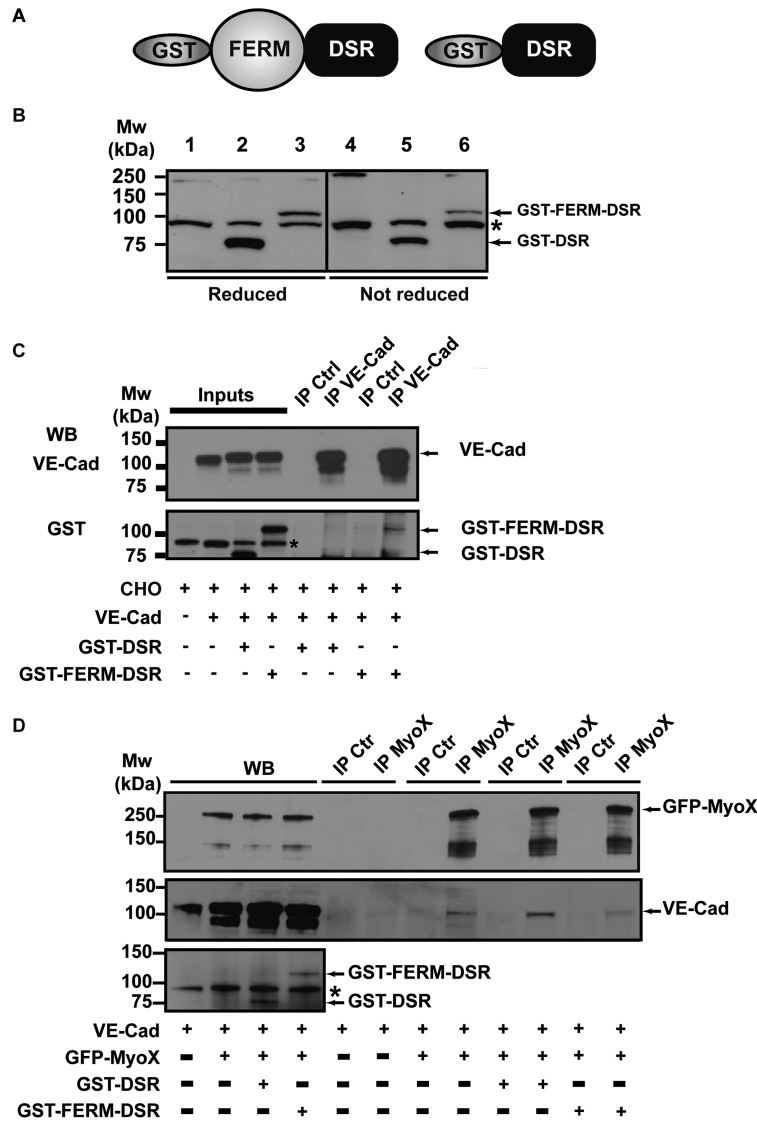 A
GST FERM DSR GST DSR
B
Mw
(kDa)
1 2 3 4 5 6
250
150
100
75
GST-FERM-DSR
*
GST-DSR
Reduced Not reduced
C
Mw
(kDa)
Inputs
IP Ctrl
IP VE-Cad
IP Ctrl
IP VE-Cad
WB
VE-Cad
150
100
75
VE-Cad
GST
100
75
*
GST-FERM-DSR
GST-DSR
CHO + + + + + + + +
VE-Cad - + + + + + + +
GST-DSR - - + - + + - -
GST-FERM-DSR - - - + - - + +
D
Mw
(kDa)
WB
IP Ctr
IP MyoX
IP Ctr
IP MyoX
IP Ctr
IP MyoX
IP Ctr
IP MyoX
250
150
GFP-MyoX
150
100
VE-Cad
150
100
75
GST-FERM-DSR
*
GST-DSR
VE-Cad + + + + + + + + + + + +
GFP-MyoX - + + + - - + + + + + +
GST-DSR - - + - - - - - + + - -
GST-FERM-DSR - - - + - - - - - - + +